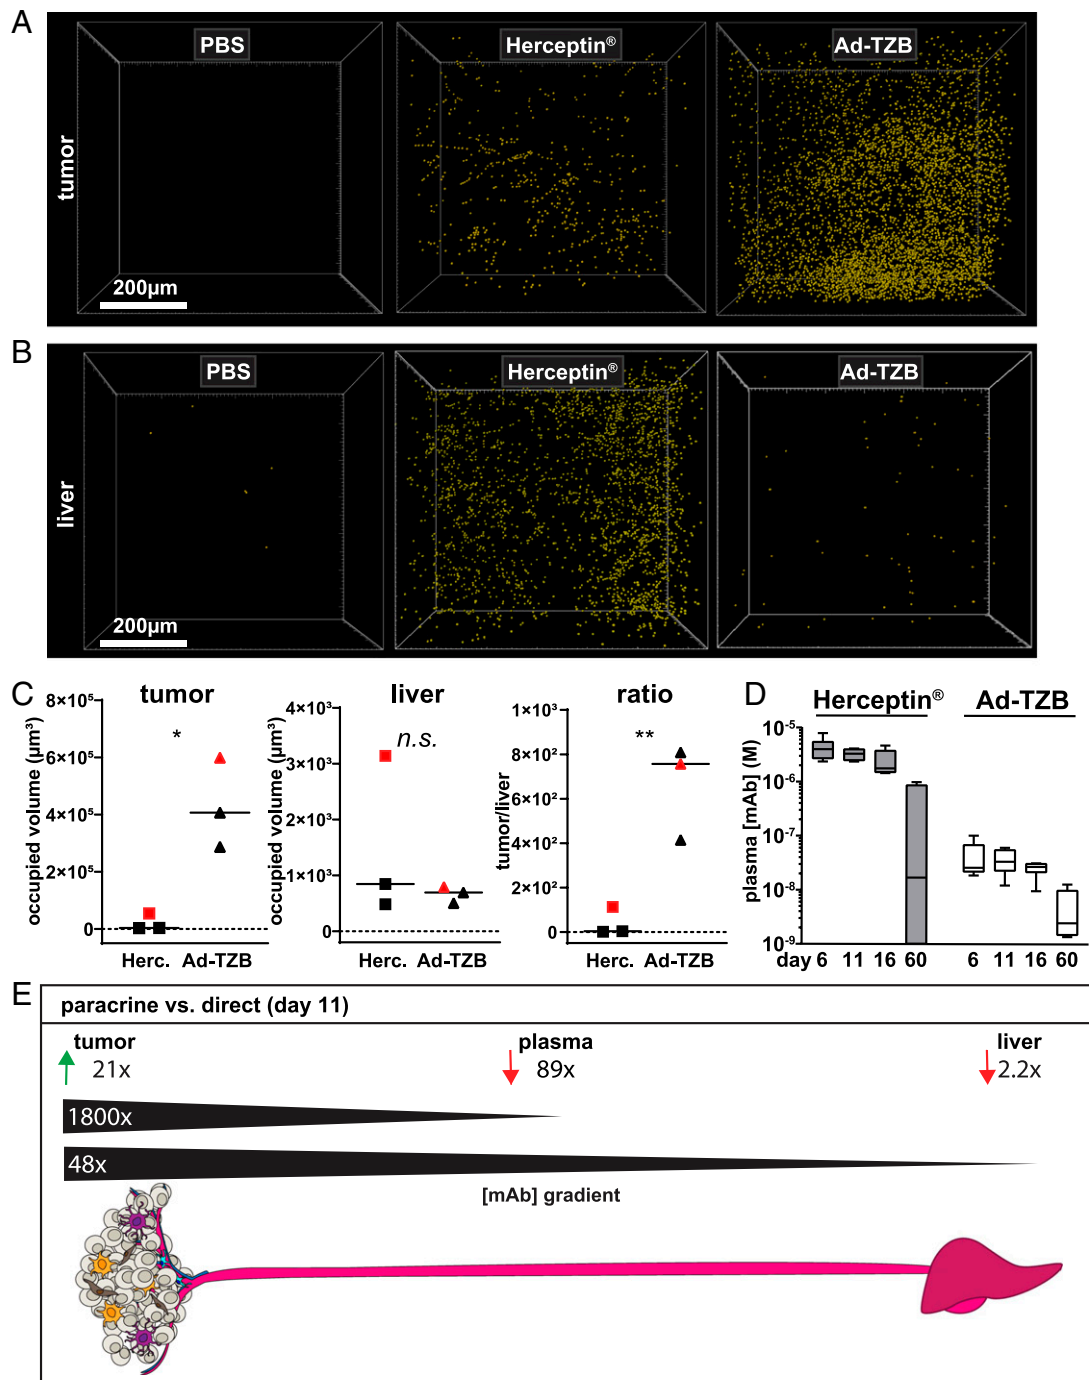 A
PBS
Herceptin®
Ad-TZB
tumor
200µm
B
PBS
Herceptin®
Ad-TZB
liver
200µm
C
tumor
occupied volume (µm³)
8×10⁵
6×10⁵
4×10⁵
2×10⁵
0
*
Herc. Ad-TZB
liver
occupied volume (µm³)
4×10³
3×10³
2×10³
1×10³
0
n.s.
Herc. Ad-TZB
ratio
tumor/liver
1×10³
8×10²
6×10²
4×10²
2×10²
0
**
Herc. Ad-TZB
D
Herceptin® Ad-TZB
plasma [mAb] (M)
10⁻⁵
10⁻⁶
10⁻⁷
10⁻⁸
10⁻⁹
day 6 11 16 60 6 11 16 60
E
paracrine vs. direct (day 11)
tumor plasma liver
21x 89x 2.2x
1800x
48x
[mAb] gradient